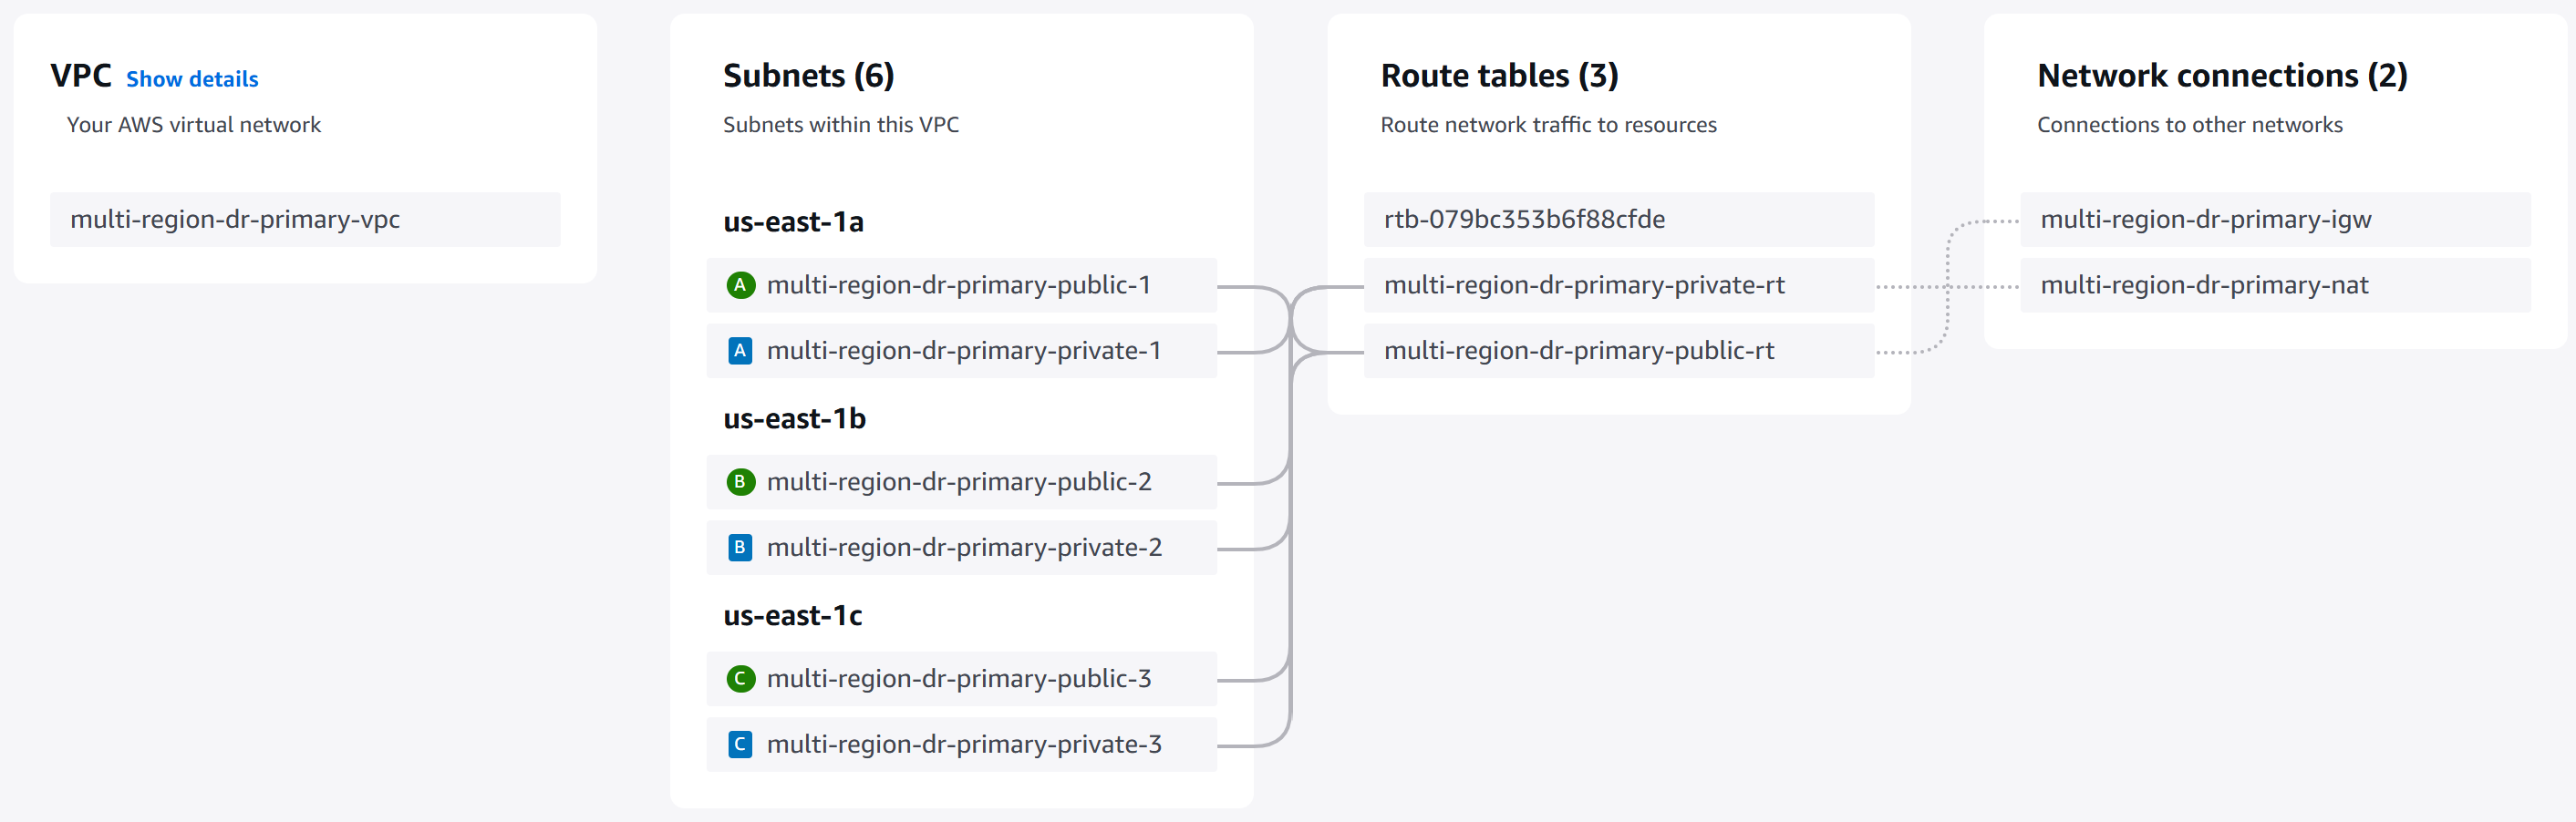 VPC Show details
Your AWS virtual network
multi-region-dr-primary-vpc
Subnets (6)
Subnets within this VPC
us-east-1a
A multi-region-dr-primary-public-1
A multi-region-dr-primary-private-1
us-east-1b
B multi-region-dr-primary-public-2
B multi-region-dr-primary-private-2
us-east-1c
C multi-region-dr-primary-public-3
C multi-region-dr-primary-private-3
Route tables (3)
Route network traffic to resources
rtb-079bc353b6f88cfde
multi-region-dr-primary-private-rt
multi-region-dr-primary-public-rt
Network connections (2)
Connections to other networks
multi-region-dr-primary-igw
multi-region-dr-primary-nat